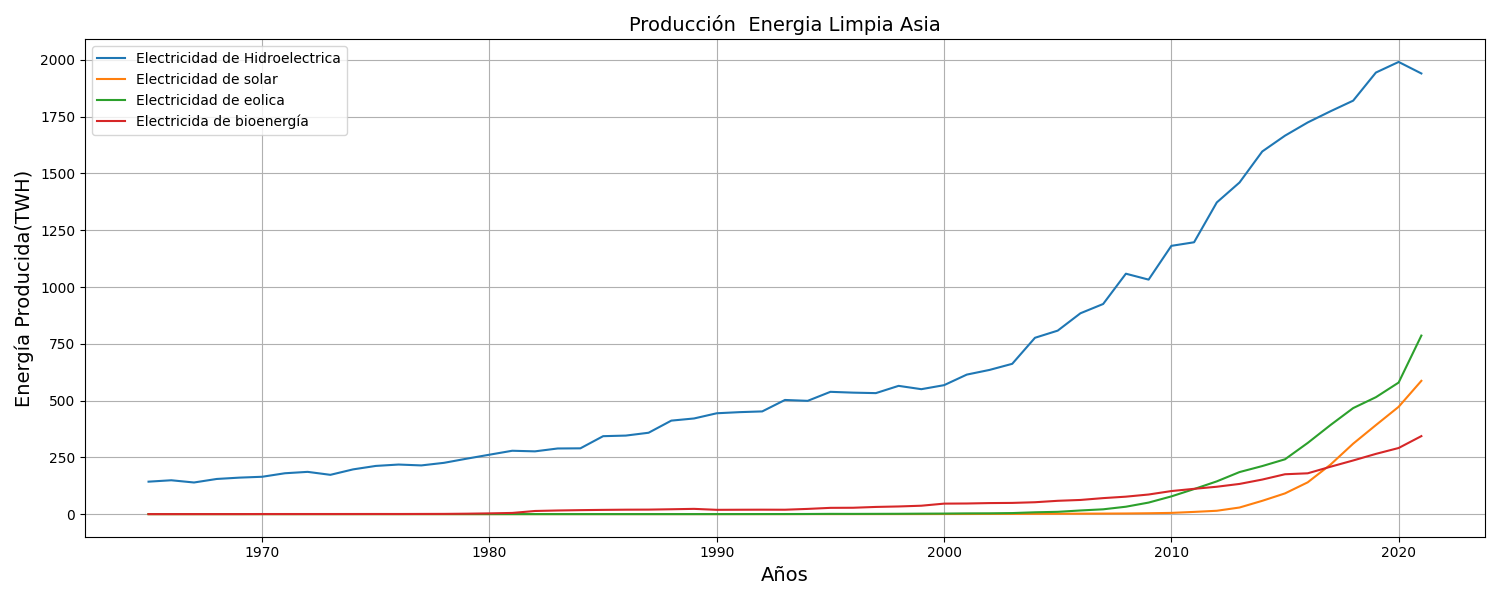 Producción  Energia Limpia Asia
Electricidad de Hidroelectrica
Electricidad de solar
Electricidad de eolica
Electricida de bioenergía
Energía Producida(TWH)
2000
1750
1500
1250
1000
750
500
250
0
1970
1980
1990
2000
2010
2020
Años